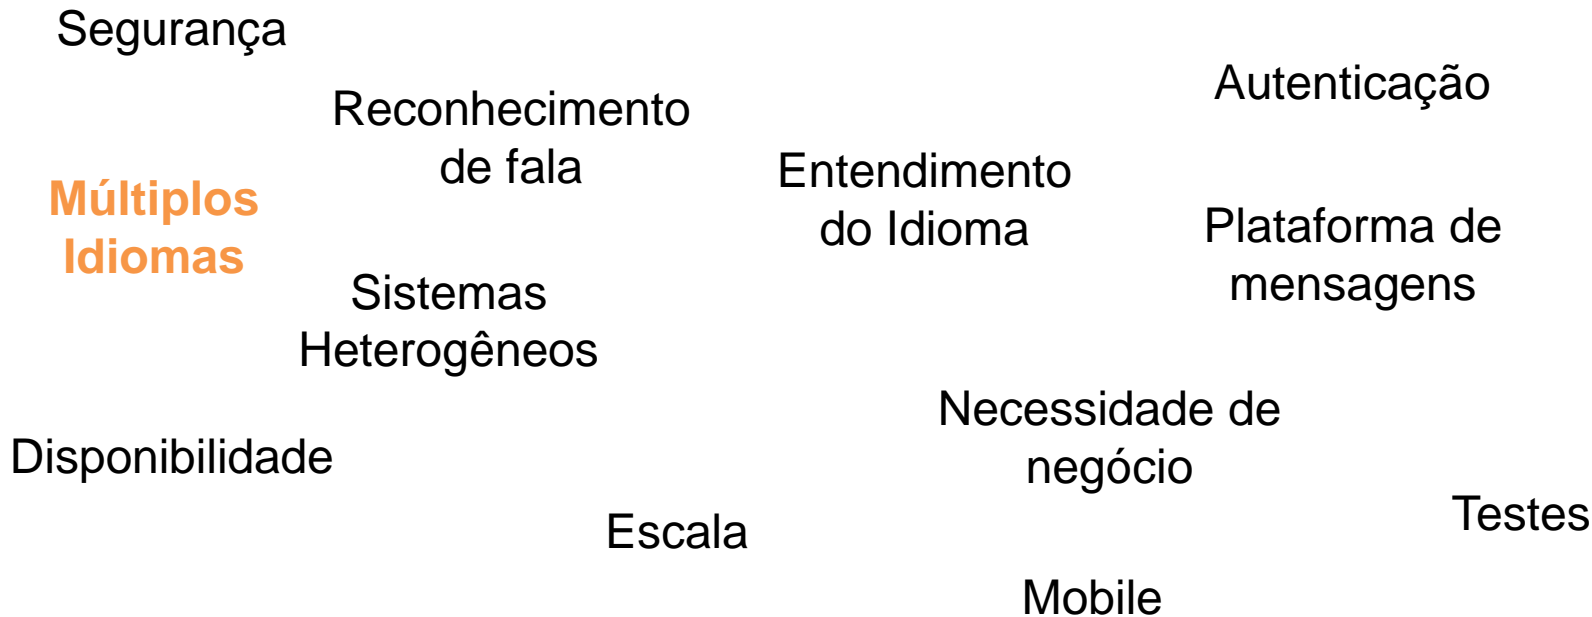 Segurança
Reconhecimento
de fala
Autenticação
Múltiplos
Idiomas
Entendimento
do Idioma
Plataforma de
mensagens
Sistemas
Heterogêneos
Necessidade de
negócio
Disponibilidade
Escala
Testes
Mobile